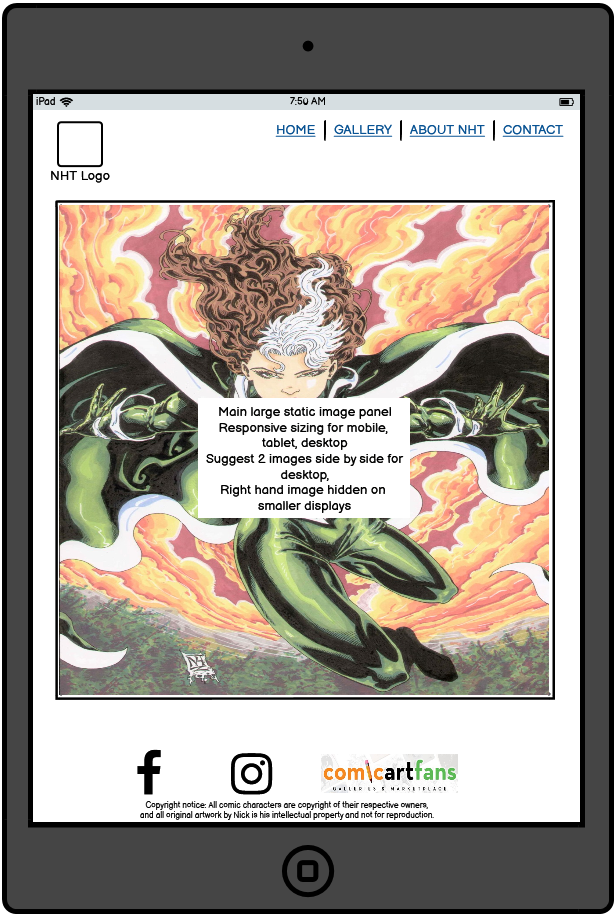 iPad
7:50 AM
HOME GALLERY ABOUT NHT CONTACT
NHT Logo
Main large static image panel
Responsive sizing for mobile,
tablet, desktop
Suggest 2 images side by side for
desktop,
Right hand image hidden on
smaller displays
comicartfans
GALLERIES & MARKETPLACE
Copyright notice: All comic characters are copyright of their respective owners,
and all original artwork by Nick is his intellectual property and not for reproduction.